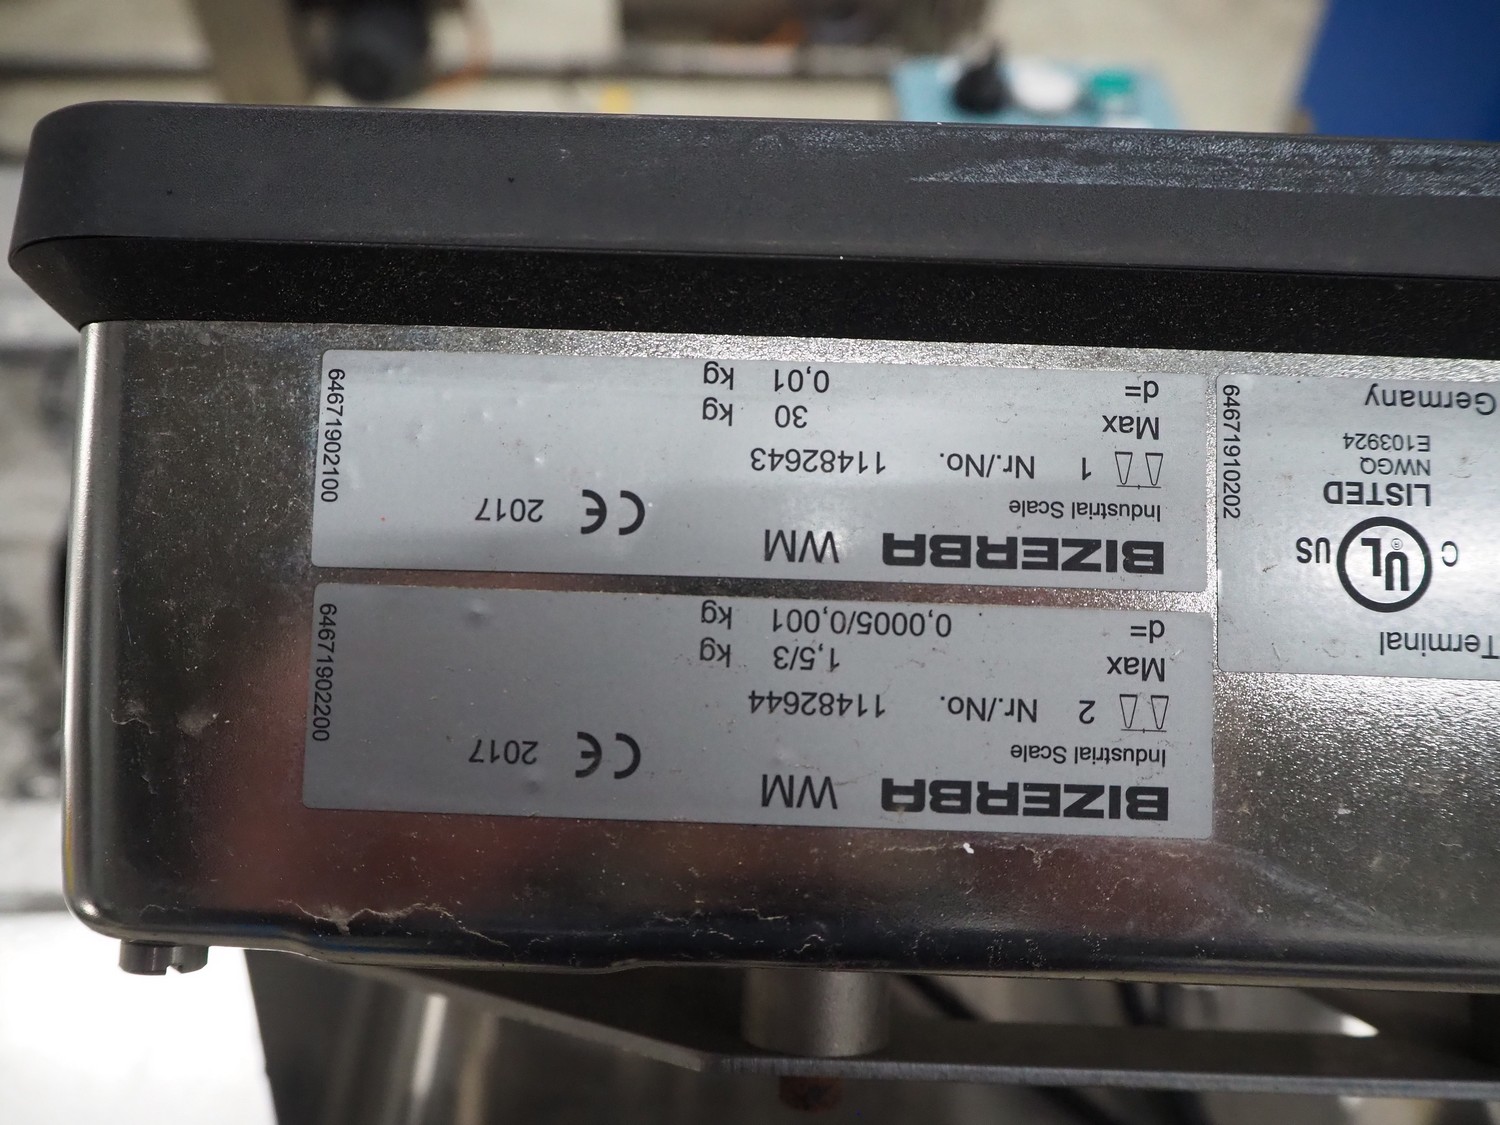 BIZERBA WM
Industrial Scale
CE 2017
2 Nr./No. 11482644
Max 1,5/3 kg
d= 0,0005/0,001 kg
64671902200
BIZERBA WM
Industrial Scale
CE 2017
1 Nr./No. 11482643
Max 30 kg
d= 0,01 kg
64671902100
Terminal
C UL ® US
LISTED
NWGQ
E103924
Germany
64671910202